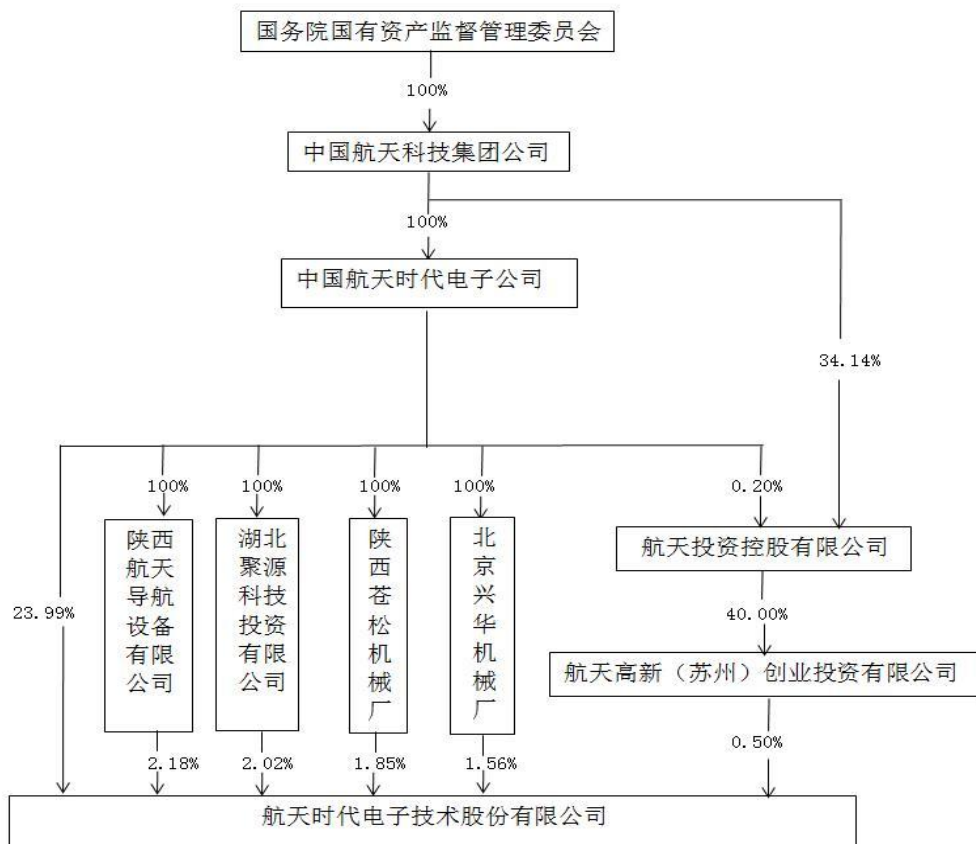 国务院国有资产监督管理委员会
100%
中国航天科技集团公司
100%
中国航天时代电子公司
34.14%
100%
100%
100%
100%
0.20%
陕西航天导航设备有限公司
湖北聚源科技投资有限公司
陕西苍松机械厂
北京兴华机械厂
航天投资控股有限公司
23.99%
40.00%
航天高新（苏州）创业投资有限公司
2.18%
2.02%
1.85%
1.56%
0.50%
航天时代电子技术股份有限公司